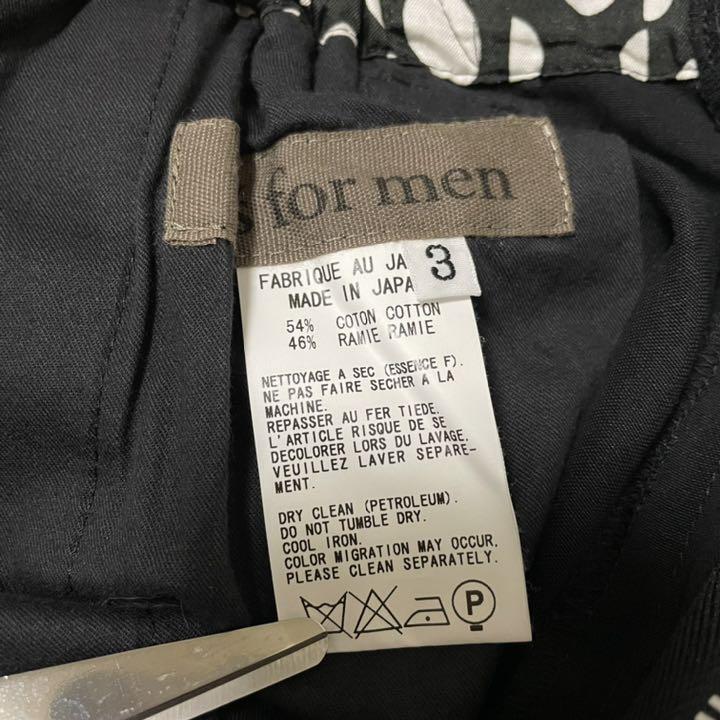 s for men
3
FABRIQUE AU JA
MADE IN JAPA
54% COTON COTTON
46% RAMIE RAMIE
NETTOYAGE A SEC (ESSENCE F).
NE PAS FAIRE SECHER A LA
MACHINE.
REPASSER AU FER TIEDE.
L'ARTICLE RISQUE DE SE
DECOLORER LORS DU LAVAGE.
VEUILLEZ LAVER SEPARE-
MENT.
DRY CLEAN (PETROLEUM).
DO NOT TUMBLE DRY.
COOL IRON.
COLOR MIGRATION MAY OCCUR.
PLEASE CLEAN SEPARATELY.
P